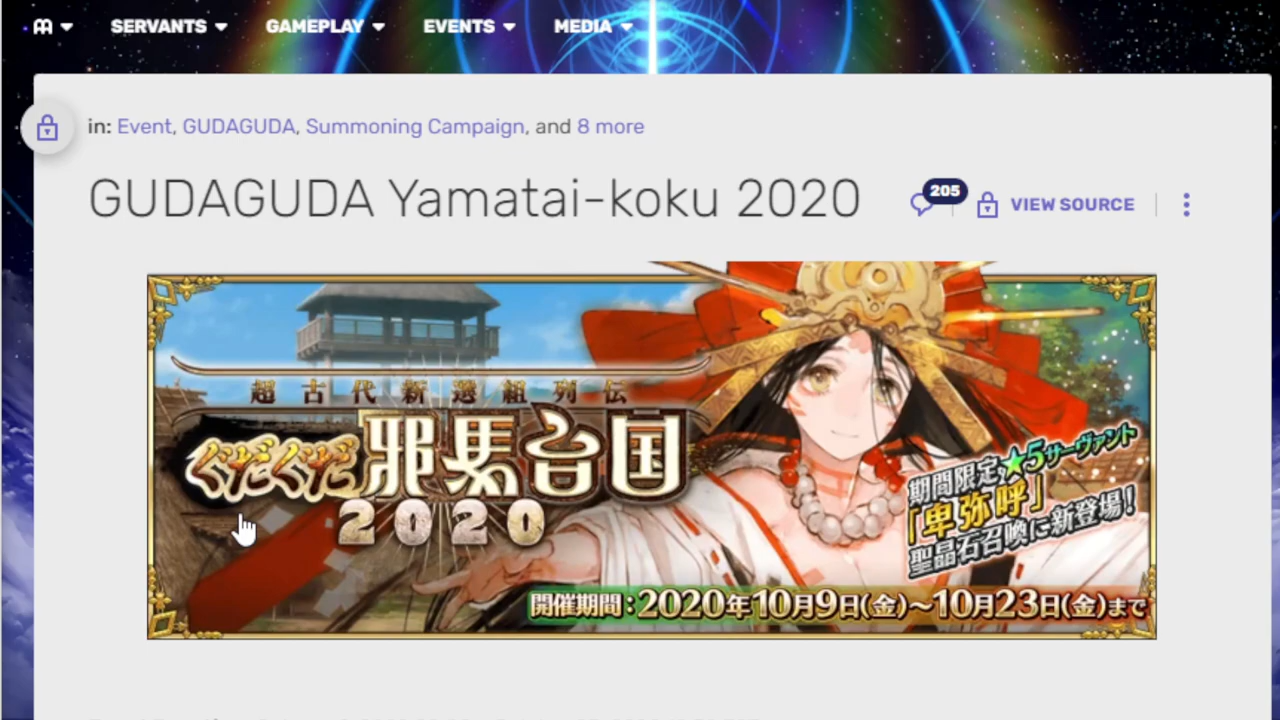 SERVANTS GAMEPLAY EVENTS MEDIA
in: Event, GUDAGUDA, Summoning Campaign, and 8 more
GUDAGUDA Yamatai-koku 2020
205
VIEW SOURCE
超古代新選組列伝
ぐだぐだ邪馬台国
2020
期間限定★5サーヴァント
「卑弥呼」
聖晶石召喚に新登場！
開催期間：2020年10月9日(金)～10月23日(金)まで